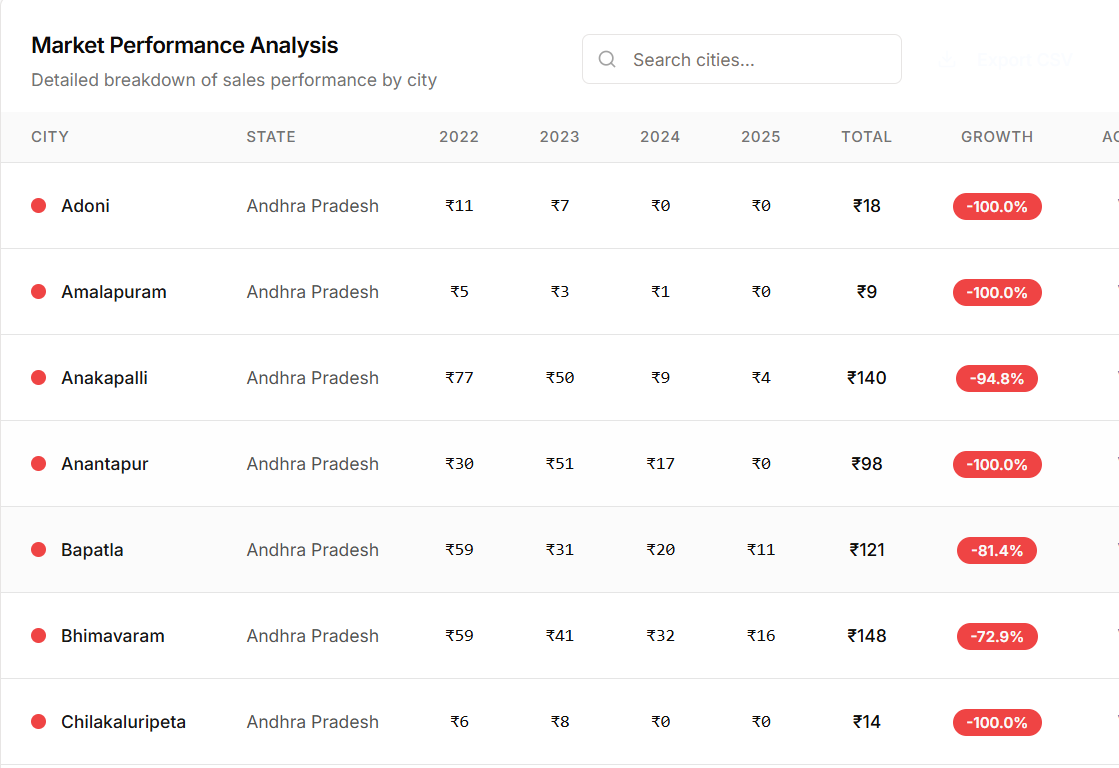 Market Performance Analysis
Search cities...
Detailed breakdown of sales performance by city
CITY STATE 2022 2023 2024 2025 TOTAL GROWTH
Adoni Andhra Pradesh ₹11 ₹7 ₹0 ₹0 ₹18 -100.0%
Amalapuram Andhra Pradesh ₹5 ₹3 ₹1 ₹0 ₹9 -100.0%
Anakapalli Andhra Pradesh ₹77 ₹50 ₹9 ₹4 ₹140 -94.8%
Anantapur Andhra Pradesh ₹30 ₹51 ₹17 ₹0 ₹98 -100.0%
Bapatla Andhra Pradesh ₹59 ₹31 ₹20 ₹11 ₹121 -81.4%
Bhimavaram Andhra Pradesh ₹59 ₹41 ₹32 ₹16 ₹148 -72.9%
Chilakaluripeta Andhra Pradesh ₹6 ₹8 ₹0 ₹0 ₹14 -100.0%